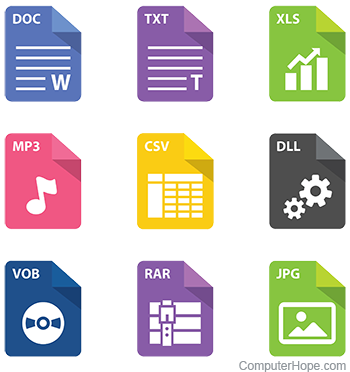 DOC
TXT
XLS
W
T
MP3
CSV
DLL
VOB
RAR
JPG
ComputerHope.com